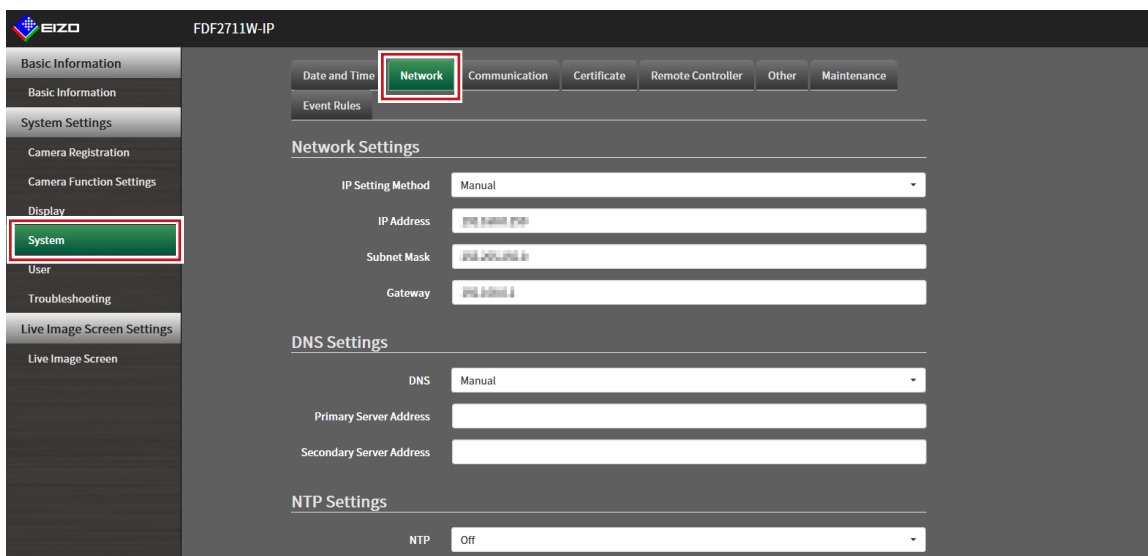 EIZO FDF2711W-IP
Basic Information
Basic Information
System Settings
Camera Registration
Camera Function Settings
Display
System
User
Troubleshooting
Live Image Screen Settings
Live Image Screen
Date and Time Network Communication Certificate Remote Controller Other Maintenance
Event Rules
Network Settings
IP Setting Method Manual
IP Address
Subnet Mask
Gateway
DNS Settings
DNS Manual
Primary Server Address
Secondary Server Address
NTP Settings
NTP Off